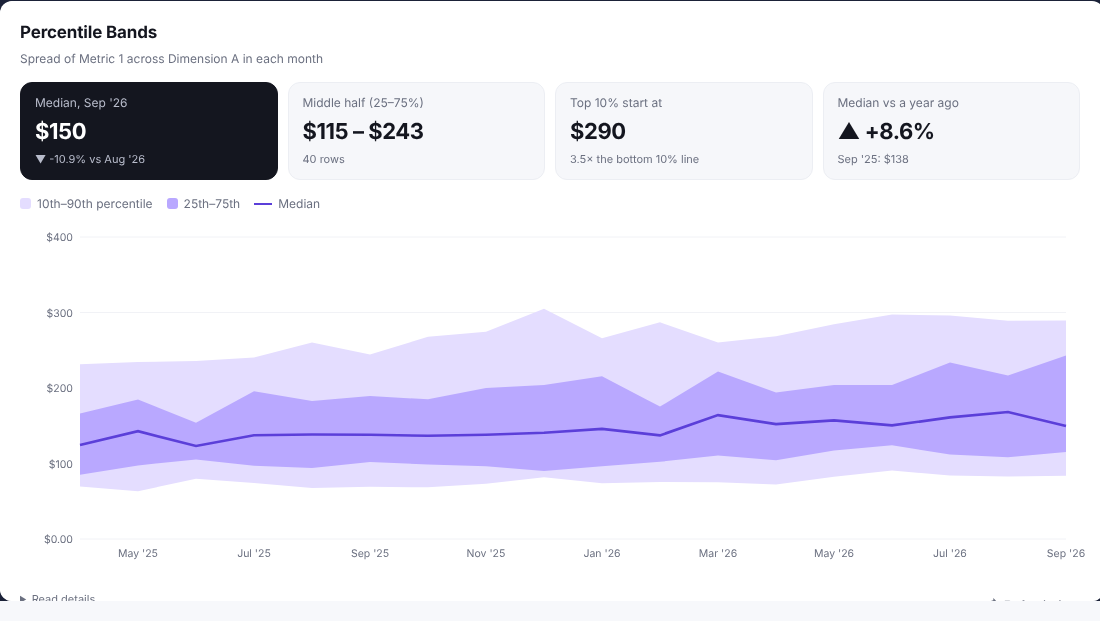 Percentile Bands
Spread of Metric 1 across Dimension A in each month
Median, Sep '26
$150
▼ -10.9% vs Aug '26
Middle half (25–75%)
$115 – $243
40 rows
Top 10% start at
$290
3.5× the bottom 10% line
Median vs a year ago
▲ +8.6%
Sep '25: $138
10th–90th percentile
25th–75th
Median
$400
$300
$200
$100
$0.00
May '25
Jul '25
Sep '25
Nov '25
Jan '26
Mar '26
May '26
Jul '26
Sep '26
▶ Read details